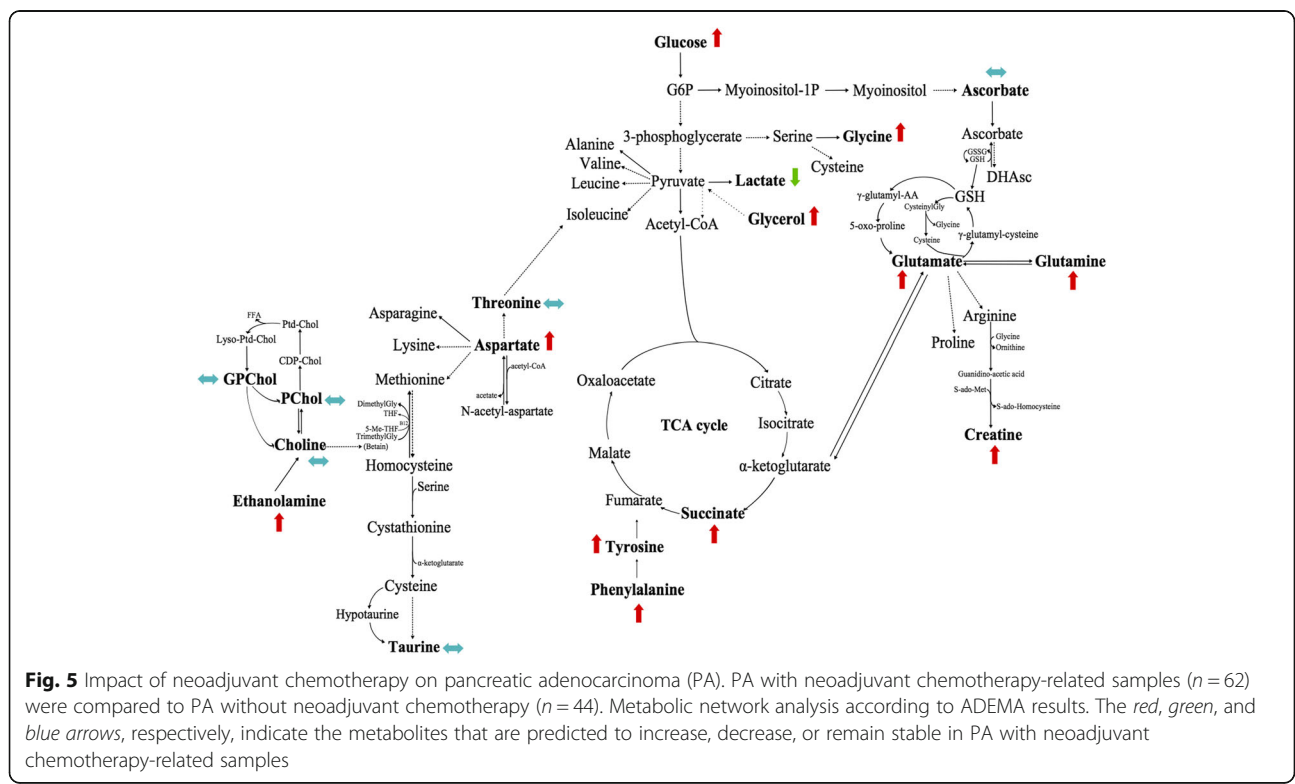 Glucose
G6P
Myoinositol-1P
Myoinositol
Ascorbate
3-phosphoglycerate
Serine
Glycine
Cysteine
Ascorbate
GSSG
GSH
DHAsc
Alanine
Valine
Leucine
Isoleucine
Pyruvate
Lactate
Acetyl-CoA
Glycerol
GSH
γ-glutamyl-AA
CysteinylGly
Glycine
5-oxo-proline
Cysteine
γ-glutamyl-cysteine
Glutamate
Glutamine
Arginine
Proline
Glycine
Ornithine
Guanidino-acetic acid
S-ado-Met
S-ado-Homocysteine
Creatine
Threonine
Asparagine
Lysine
Aspartate
Methionine
acetyl-CoA
acetate
N-acetyl-aspartate
FFA
Ptd-Chol
Lyso-Ptd-Chol
CDP-Chol
GPChol
PChol
Choline
Ethanolamine
DimethylGly
THF
B12
5-Me-THF
TrimethylGly
(Betain)
Homocysteine
Serine
Cystathionine
α-ketoglutarate
Cysteine
Hypotaurine
Taurine
Oxaloacetate
Citrate
Isocitrate
TCA cycle
Malate
α-ketoglutarate
Fumarate
Succinate
Tyrosine
Phenylalanine
Fig. 5 Impact of neoadjuvant chemotherapy on pancreatic adenocarcinoma (PA). PA with neoadjuvant chemotherapy-related samples (n = 62)
were compared to PA without neoadjuvant chemotherapy (n = 44). Metabolic network analysis according to ADEMA results. The red, green, and
blue arrows, respectively, indicate the metabolites that are predicted to increase, decrease, or remain stable in PA with neoadjuvant
chemotherapy-related samples